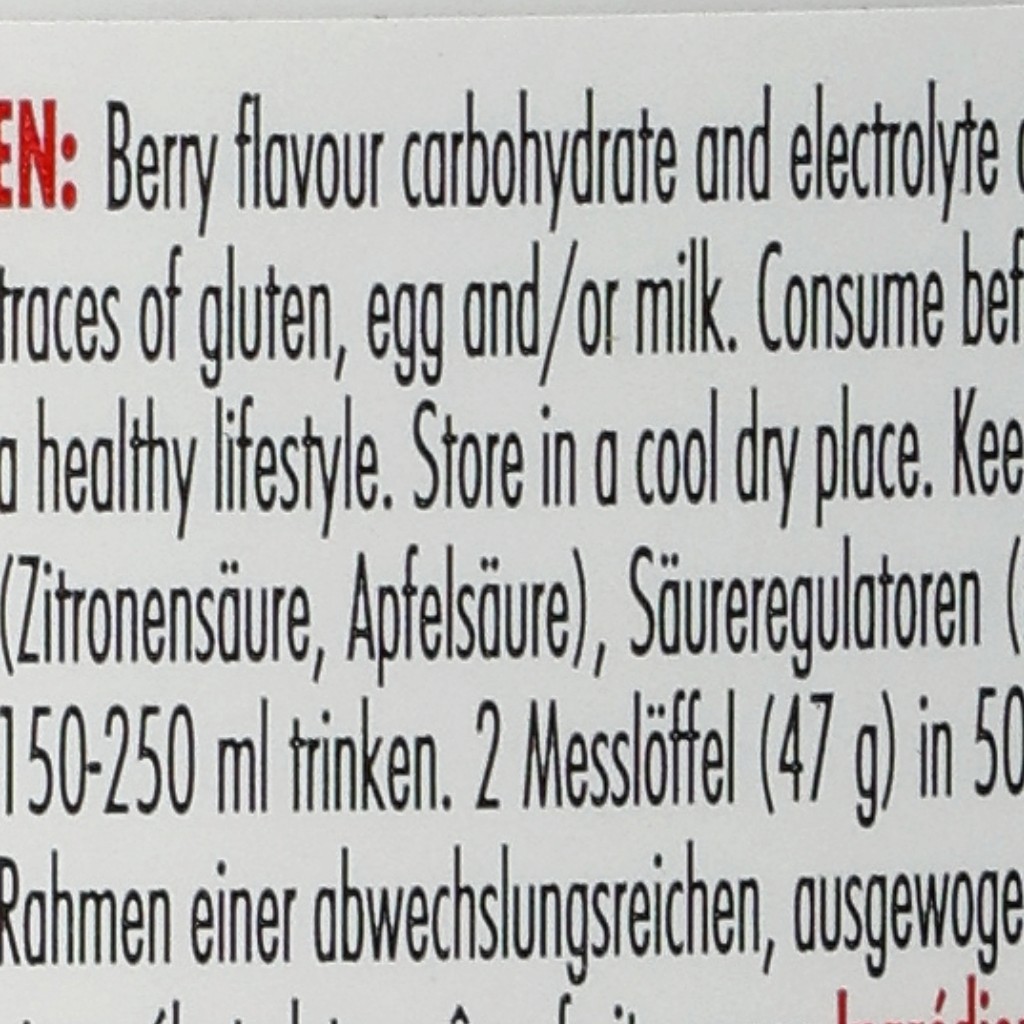 EN: Berry flavour carbohydrate and electrolyte
traces of gluten, egg and/or milk. Consume bef
a healthy lifestyle. Store in a cool dry place. Kee
(Zitronensäure, Apfelsäure), Säureregulatoren (
150-250 ml trinken. 2 Messlöffel (47 g) in 50
Rahmen einer abwechslungsreichen, ausgewoge